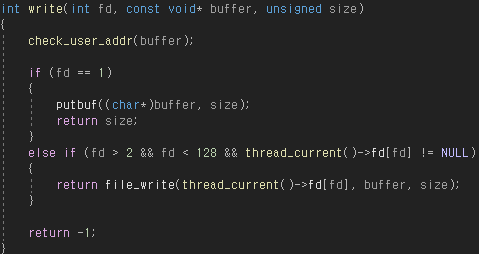 int write(int fd, const void* buffer, unsigned size)
{
    check_user_addr(buffer);

    if (fd == 1)
    {
        putbuf((char*)buffer, size);
        return size;
    }
    else if (fd > 2 && fd < 128 && thread_current()->fd[fd] != NULL)
    {
        return file_write(thread_current()->fd[fd], buffer, size);
    }

    return -1;
}